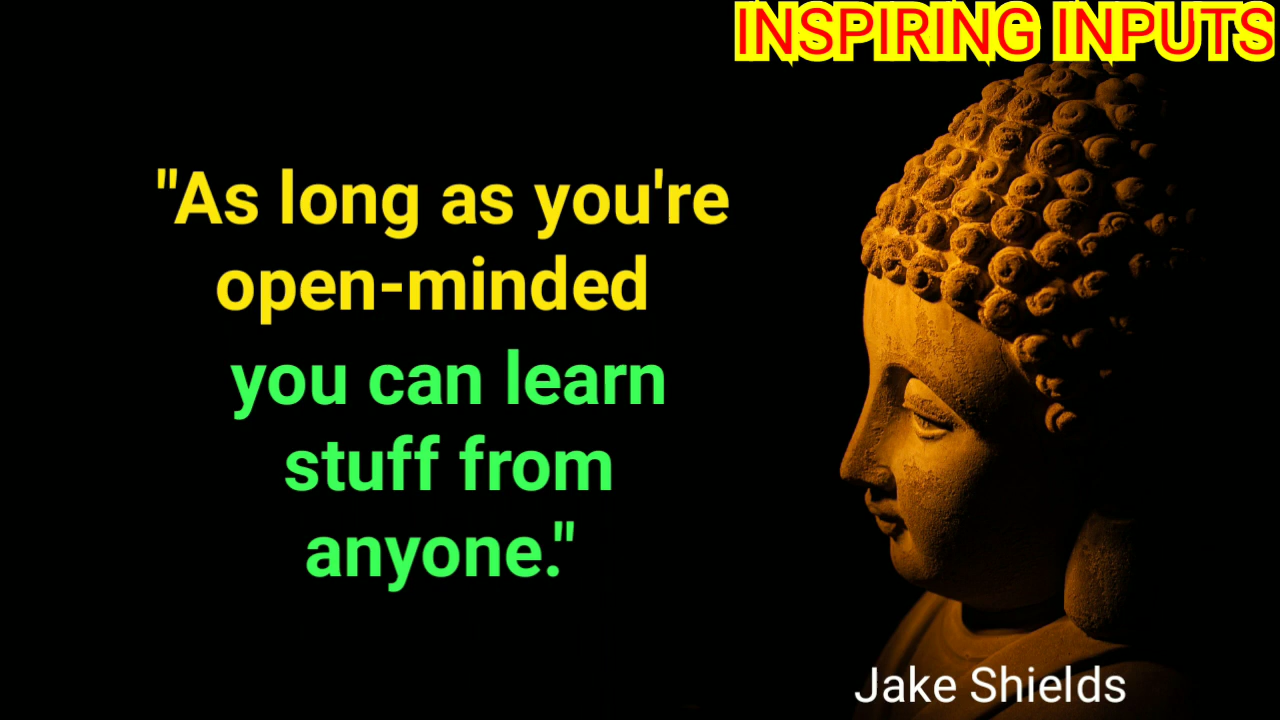 INSPIRING INPUTS
"As long as you're
open-minded
you can learn
stuff from
anyone."
Jake Shields